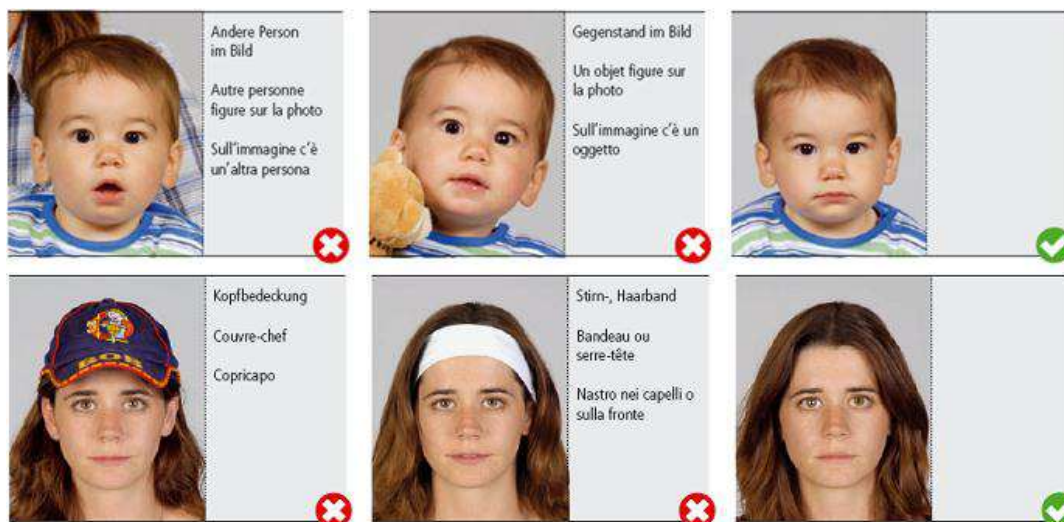 Andere Person
im Bild
Autre personne
figure sur la photo
Sull'immagine c'è
un'altra persona
Gegenstand im Bild
Un objet figure sur
la photo
Sull'immagine c'è un
oggetto
Kopfbedeckung
Couvre-chef
Copricapo
Stirn-, Haarband
Bandeau ou
serre-tête
Nastro nei capelli o
sulla fronte